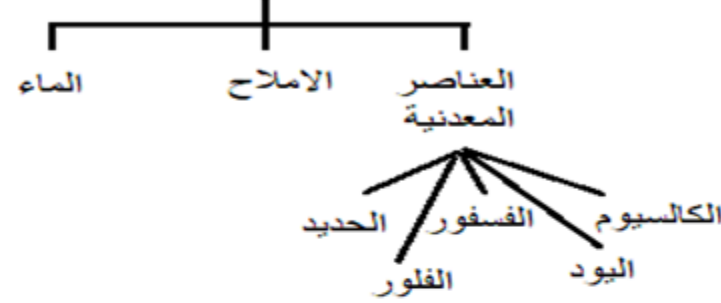 العناصر المعدنية
الاملاح
الماء
الكالسيوم
الفسفور
الحديد
اليود
الفلور